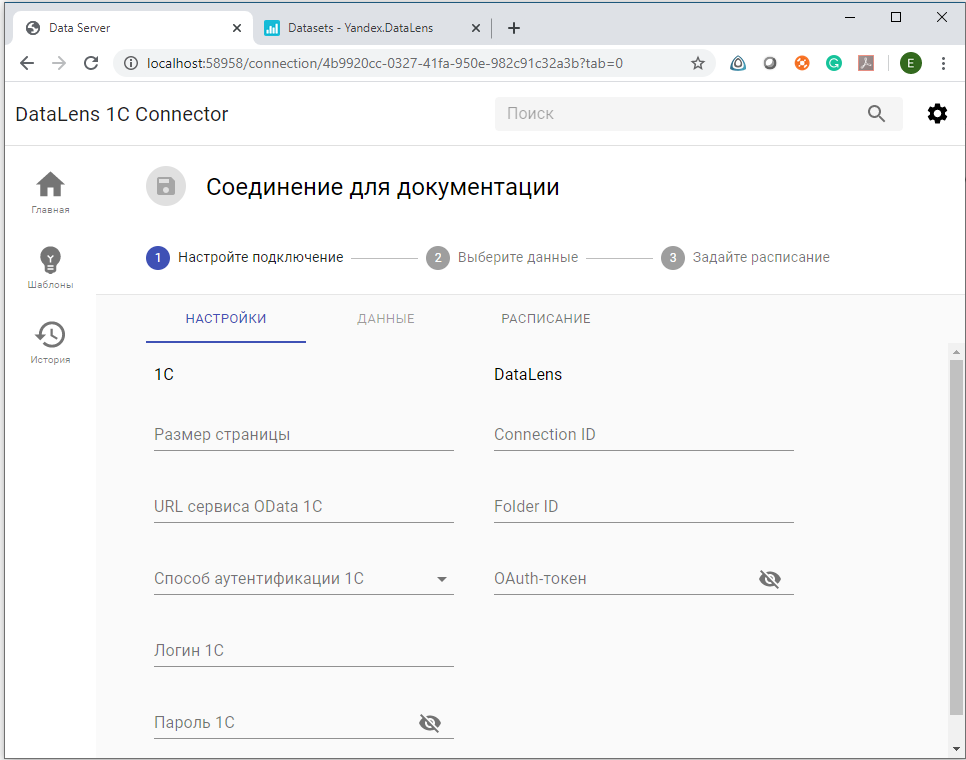 Data Server
Datasets - Yandex.DataLens
localhost:58958/connection/4b9920cc-0327-41fa-950e-982c91c32a3b?tab=0
E
DataLens 1C Connector
Поиск
Главная
Шаблоны
История
Соединение для документации
1 Настройте подключение
2 Выберите данные
3 Задайте расписание
НАСТРОЙКИ
ДАННЫЕ
РАСПИСАНИЕ
1С
DataLens
Размер страницы
Connection ID
URL сервиса OData 1С
Folder ID
Способ аутентификации 1С
OAuth-токен
Логин 1С
Пароль 1С